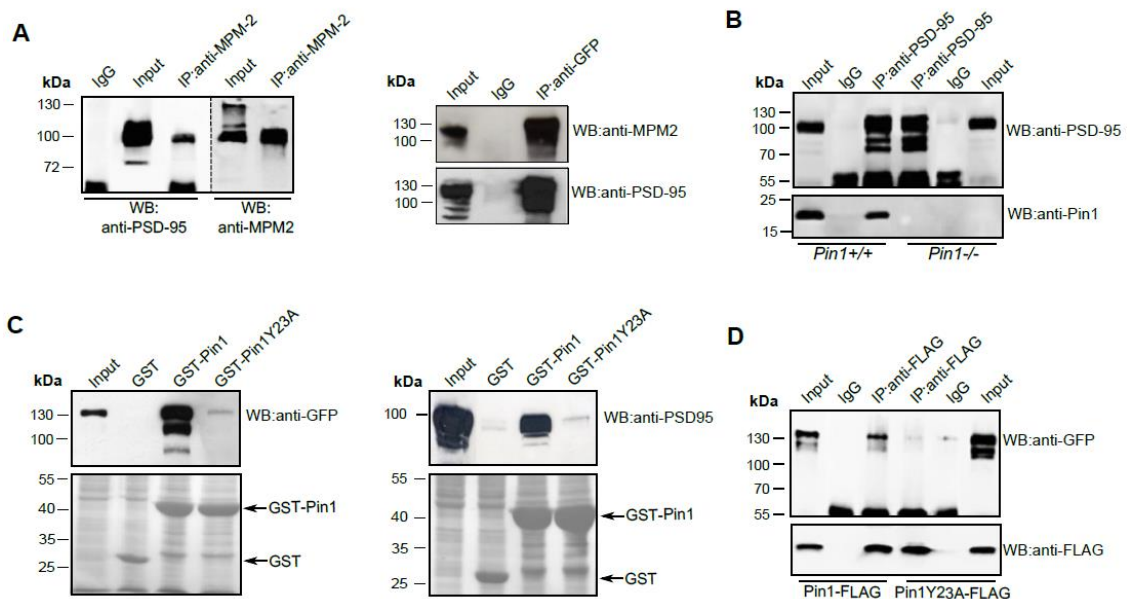 A
kDa
IgG
Input
IP:anti-MPM-2
Input
IP:anti-MPM-2
130
100
72
WB:
anti-PSD-95
WB:
anti-MPM2
kDa
Input
IgG
IP:anti-GFP
130
100
WB:anti-MPM2
130
100
WB:anti-PSD-95
B
kDa
Input
IgG
IP:anti-PSD-95
IP:anti-PSD-95
IgG
Input
130
100
70
55
WB:anti-PSD-95
25
15
WB:anti-Pin1
Pin1+/+
Pin1-/-
C
kDa
Input
GST
GST-Pin1
GST-Pin1Y23A
130
100
WB:anti-GFP
55
40
35
25
GST-Pin1
GST
kDa
Input
GST
GST-Pin1
GST-Pin1Y23A
100
WB:anti-PSD95
55
40
35
25
GST-Pin1
GST
D
kDa
Input
IgG
IP:anti-FLAG
IP:anti-FLAG
IgG
Input
130
100
70
55
WB:anti-GFP
WB:anti-FLAG
Pin1-FLAG
Pin1Y23A-FLAG